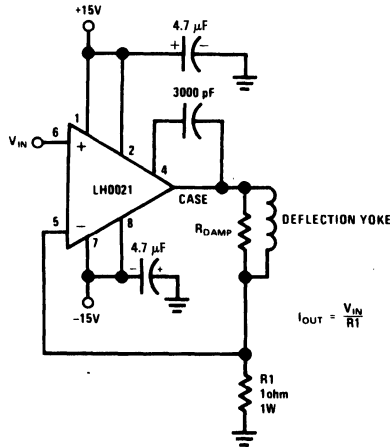 +15V
4.7 μF
+
−
3000 pF
1
VIN
6
+
2
4
LH0021
CASE
5
−
7
8
RDAMP
DEFLECTION YOKE
4.7 μF
−
+
−15V
IOUT = VIN
R1
R1
1ohm
1W